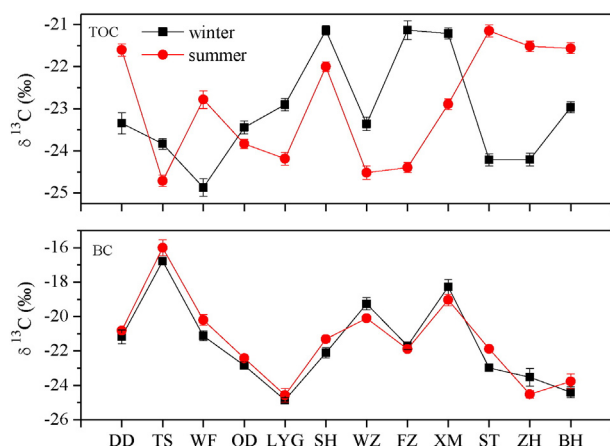 TOC
winter
summer
δ ¹³C (‰)
-21
-22
-23
-24
-25
BC
δ ¹³C (‰)
-16
-18
-20
-22
-24
-26
DD TS WF QD LYG SH WZ FZ XM ST ZH BH